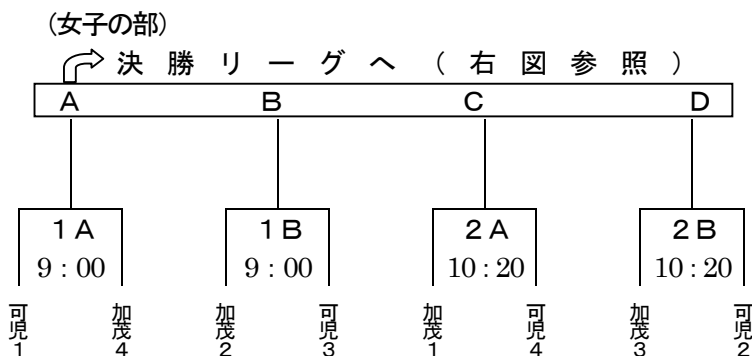 (女子の部)
決勝リーグへ(右図参照)
A B C D
1A 1B 2A 2B
9:00 9:00 10:20 10:20
可児1 加茂4 加茂2 可児3 加茂1 可児4 加茂3 可児2